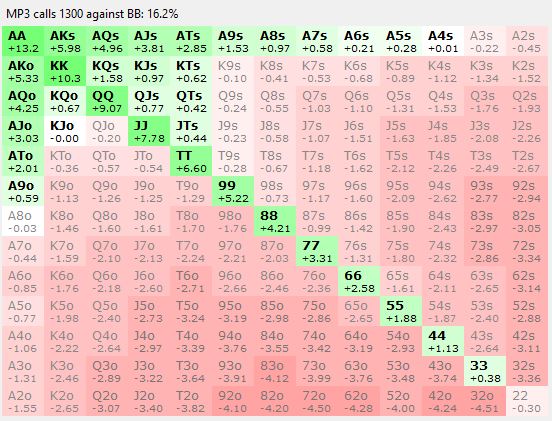 MP3 calls 1300 against BB: 16.2%
AA AKs AQs AJs ATs A9s A8s A7s A6s A5s A4s A3s A2s
+13.2 +5.98 +4.96 +3.81 +2.85 +1.53 +0.97 +0.58 +0.21 +0.28 +0.01 -0.22 -0.45
AKo KK KQs KJs KTs K9s K8s K7s K6s K5s K4s K3s K2s
+5.33 +10.3 +1.58 +0.97 +0.62 -0.10 -0.41 -0.53 -0.68 -0.89 -1.12 -1.34 -1.52
AQo KQo QQ QJs QTs Q9s Q8s Q7s Q6s Q5s Q4s Q3s Q2s
+4.25 +0.67 +9.07 +0.77 +0.42 -0.24 -0.55 -1.03 -1.10 -1.31 -1.53 -1.76 -1.93
AJo KJo QJo JJ JTs J9s J8s J7s J6s J5s J4s J3s J2s
+3.03 -0.00 -0.20 +7.78 +0.44 -0.23 -0.58 -1.07 -1.51 -1.63 -1.85 -2.08 -2.26
ATo KTo QTo JTo TT T9s T8s T7s T6s T5s T4s T3s T2s
+2.01 -0.36 -0.57 -0.54 +6.60 -0.28 -0.67 -1.18 -1.62 -2.12 -2.26 -2.49 -2.67
A9o K9o Q9o J9o T9o 99 98s 97s 96s 95s 94s 93s 92s
+0.59 -1.13 -1.26 -1.25 -1.29 +5.22 -0.73 -1.17 -1.60 -2.09 -2.62 -2.77 -2.94
A8o K8o Q8o J8o T8o 98o 88 87s 86s 85s 84s 83s 82s
-0.03 -1.46 -1.60 -1.61 -1.70 -1.76 +4.21 -0.99 -1.42 -1.90 -2.43 -2.97 -3.05
A7o K7o Q7o J7o T7o 97o 87o 77 76s 75s 74s 73s 72s
-0.44 -1.59 -2.10 -2.13 -2.24 -2.21 -2.03 +3.31 -1.31 -1.80 -2.32 -2.86 -3.34
A6o K6o Q6o J6o T6o 96o 86o 76o 66 65s 64s 63s 62s
-0.85 -1.76 -2.18 -2.60 -2.71 -2.66 -2.46 -2.36 +2.58 -1.61 -2.11 -2.65 -3.14
A5o K5o Q5o J5o T5o 95o 85o 75o 65o 55 54s 53s 52s
-0.77 -1.98 -2.40 -2.73 -3.24 -3.19 -2.98 -2.86 -2.65 +1.88 -1.87 -2.40 -2.88
A4o K4o Q4o J4o T4o 94o 84o 74o 64o 54o 44 43s 42s
-1.06 -2.22 -2.64 -2.97 -3.39 -3.76 -3.55 -3.42 -3.19 -2.93 +1.13 -2.64 -3.11
A3o K3o Q3o J3o T3o 93o 83o 73o 63o 53o 43o 33 32s
-1.31 -2.46 -2.89 -3.22 -3.64 -3.91 -4.12 -3.99 -3.76 -3.48 -3.74 +0.38 -3.36
A2o K2o Q2o J2o T2o 92o 82o 72o 62o 52o 42o 32o 22
-1.55 -2.65 -3.07 -3.40 -3.82 -4.10 -4.20 -4.50 -4.28 -4.00 -4.24 -4.51 -0.30